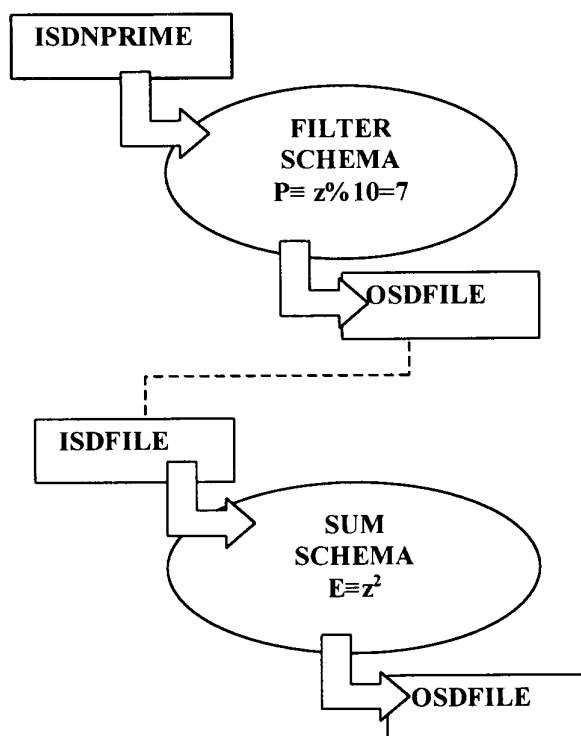 ISDNPRIME
FILTER
SCHEMA
P≡ z%10=7
OSDFILE
ISDFILE
SUM
SCHEMA
E≡z²
OSDFILE